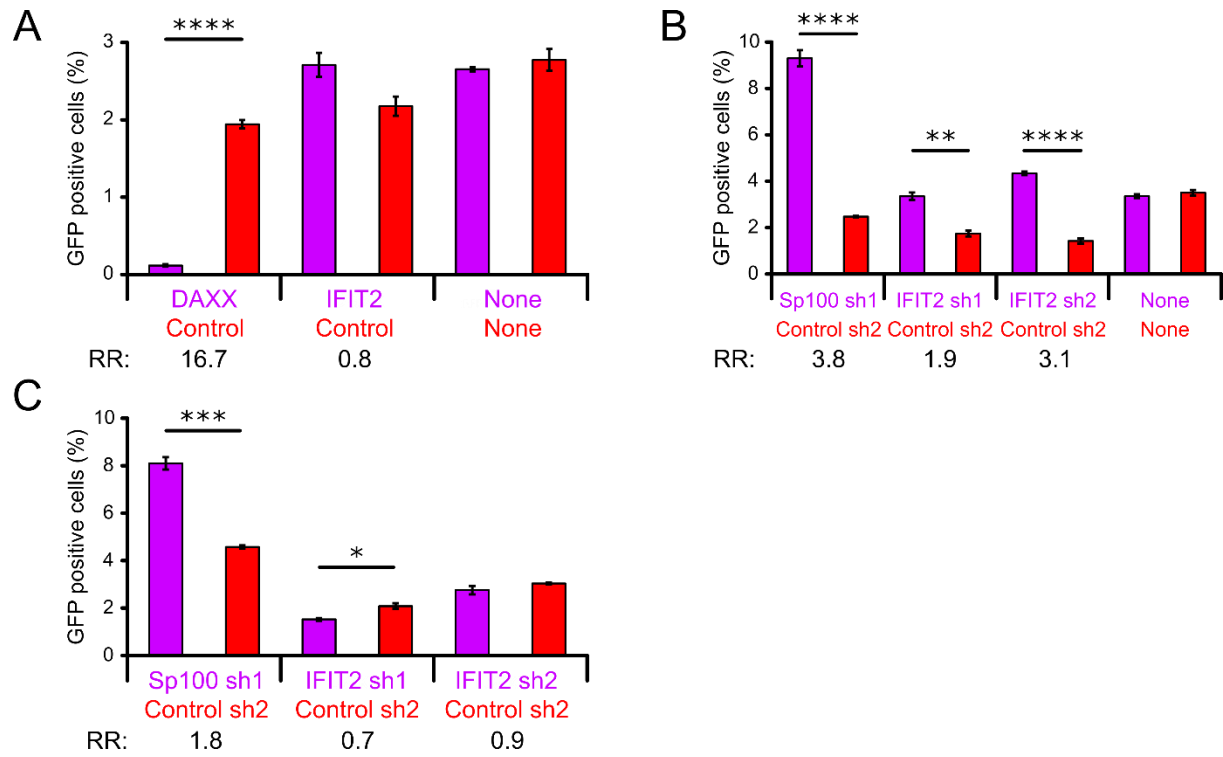 A
GFP positive cells (%)
3
2
1
0
****
DAXX IFIT2 None
Control Control None
RR: 16.7 0.8
B
GFP positive cells (%)
10
8
6
4
2
0
****
**
****
Sp100 sh1 IFIT2 sh1 IFIT2 sh2 None
Control sh2 Control sh2 Control sh2 None
RR: 3.8 1.9 3.1
C
GFP positive cells (%)
10
8
6
4
2
0
***
*
Sp100 sh1 IFIT2 sh1 IFIT2 sh2
Control sh2 Control sh2 Control sh2
RR: 1.8 0.7 0.9